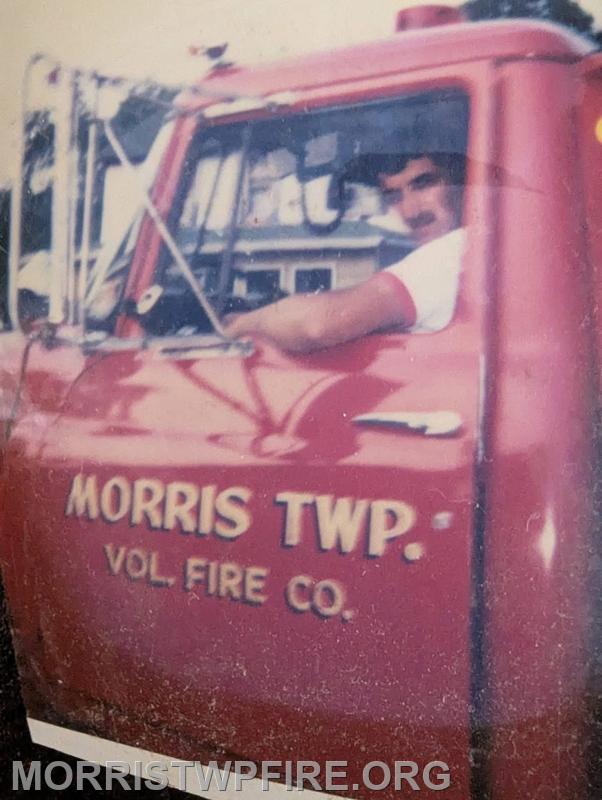 MORRIS TWP.
VOL. FIRE CO.
MORRISTWPFIRE.ORG